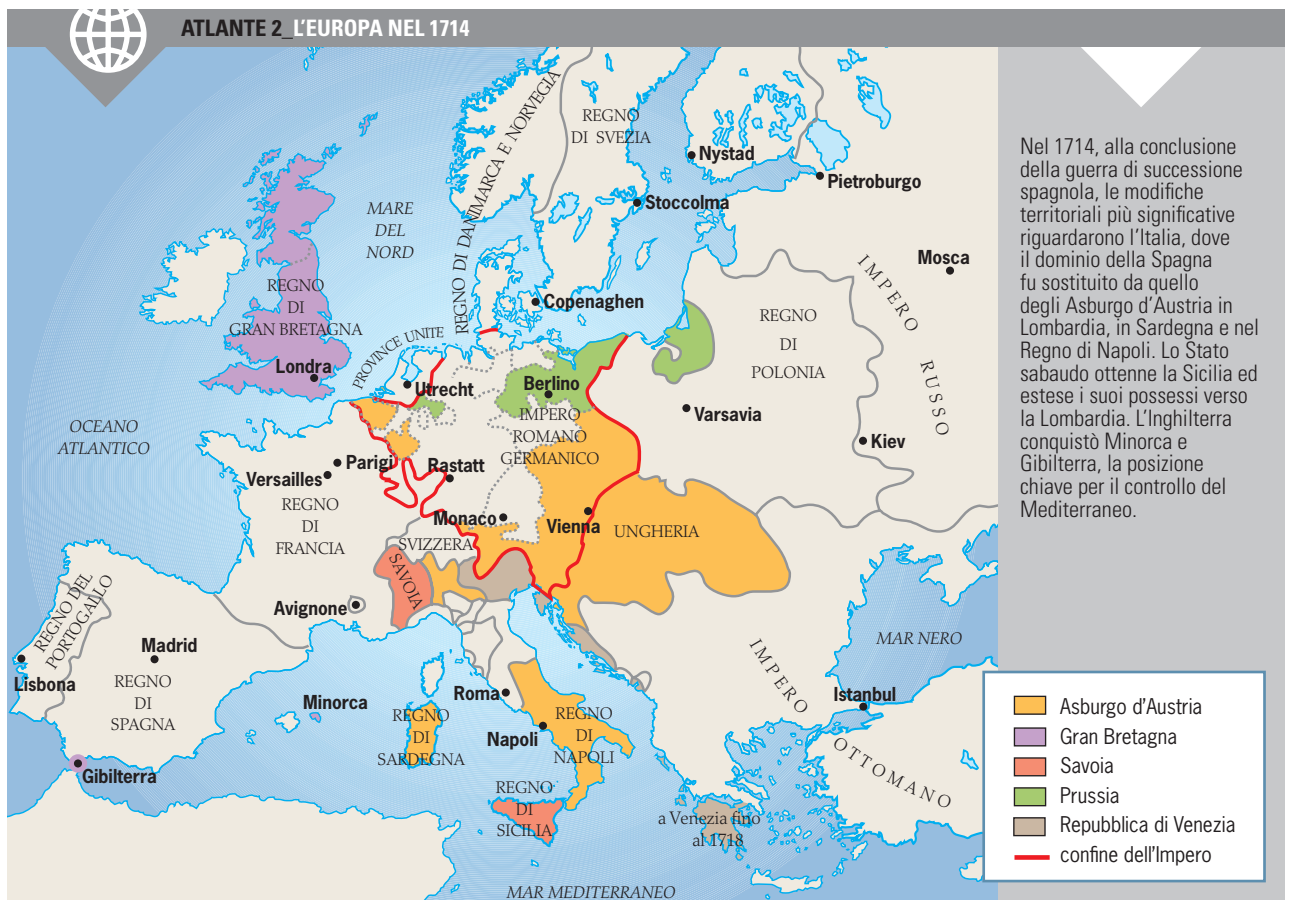 ATLANTE 2_L'EUROPA NEL 1714
REGNO DI DANIMARCA E NORVEGIA
REGNO
DI SVEZIA
Nystad
Pietroburgo
Stoccolma
MARE
DEL
NORD
Mosca
IMPERO
RUSSO
REGNO
DI
GRAN BRETAGNA
Copenaghen
REGNO
DI
POLONIA
PROVINCE UNITE
Londra
Utrecht
Berlino
IMPERO
ROMANO
GERMANICO
Varsavia
Kiev
OCEANO
ATLANTICO
Parigi
Rastatt
Versailles
REGNO
DI
FRANCIA
Monaco
Vienna
UNGHERIA
SVIZZERA
SAVOIA
Avignone
REGNO DEL
PORTOGALLO
Madrid
Lisbona
REGNO
DI
SPAGNA
Minorca
Roma
REGNO
DI
SARDEGNA
Napoli
REGNO
DI
NAPOLI
IMPERO
OTTOMANO
MAR NERO
Istanbul
Gibilterra
REGNO
DI
SICILIA
a Venezia fino
al 1718
MAR MEDITERRANEO
Nel 1714, alla conclusione
della guerra di successione
spagnola, le modifiche
territoriali più significative
riguardarono l'Italia, dove
il dominio della Spagna
fu sostituito da quello
degli Asburgo d'Austria in
Lombardia, in Sardegna e nel
Regno di Napoli. Lo Stato
sabaudo ottenne la Sicilia ed
estese i suoi possessi verso
la Lombardia. L'Inghilterra
conquistò Minorca e
Gibilterra, la posizione
chiave per il controllo del
Mediterraneo.
Asburgo d'Austria
Gran Bretagna
Savoia
Prussia
Repubblica di Venezia
confine dell'Impero